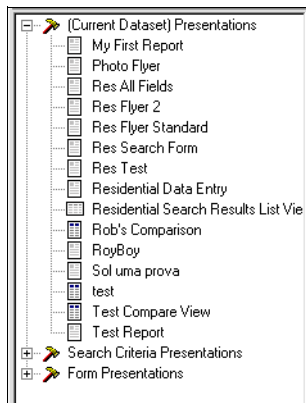 (Current Dataset) Presentations
My First Report
Photo Flyer
Res All Fields
Res Flyer 2
Res Flyer Standard
Res Search Form
Res Test
Residential Data Entry
Residential Search Results List Vie
Rob's Comparison
RoyBoy
Sol uma prova
test
Test Compare View
Test Report
Search Criteria Presentations
Form Presentations